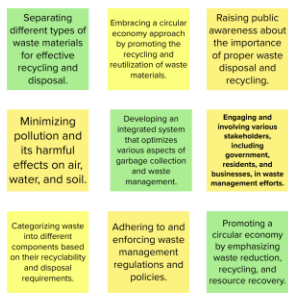 Separating
different types of
waste materials
for effective
recycling and
disposal.
Embracing a circular
economy approach
by promoting the
recycling and
reutilization of waste
materials.
Raising public
awareness about
the importance
of proper waste
disposal and
recycling.
Minimizing
pollution and
its harmful
effects on air,
water, and soil.
Developing an
integrated system
that optimizes
various aspects of
garbage collection
and waste
management.
Engaging and
involving various
stakeholders,
including
government,
residents, and
businesses, in waste
management efforts.
Categorizing waste
into different
components based
on their recyclability
and disposal
requirements.
Adhering to and
enforcing waste
management
regulations and
policies.
Promoting a
circular economy
by emphasizing
waste reduction,
recycling, and
resource recovery.